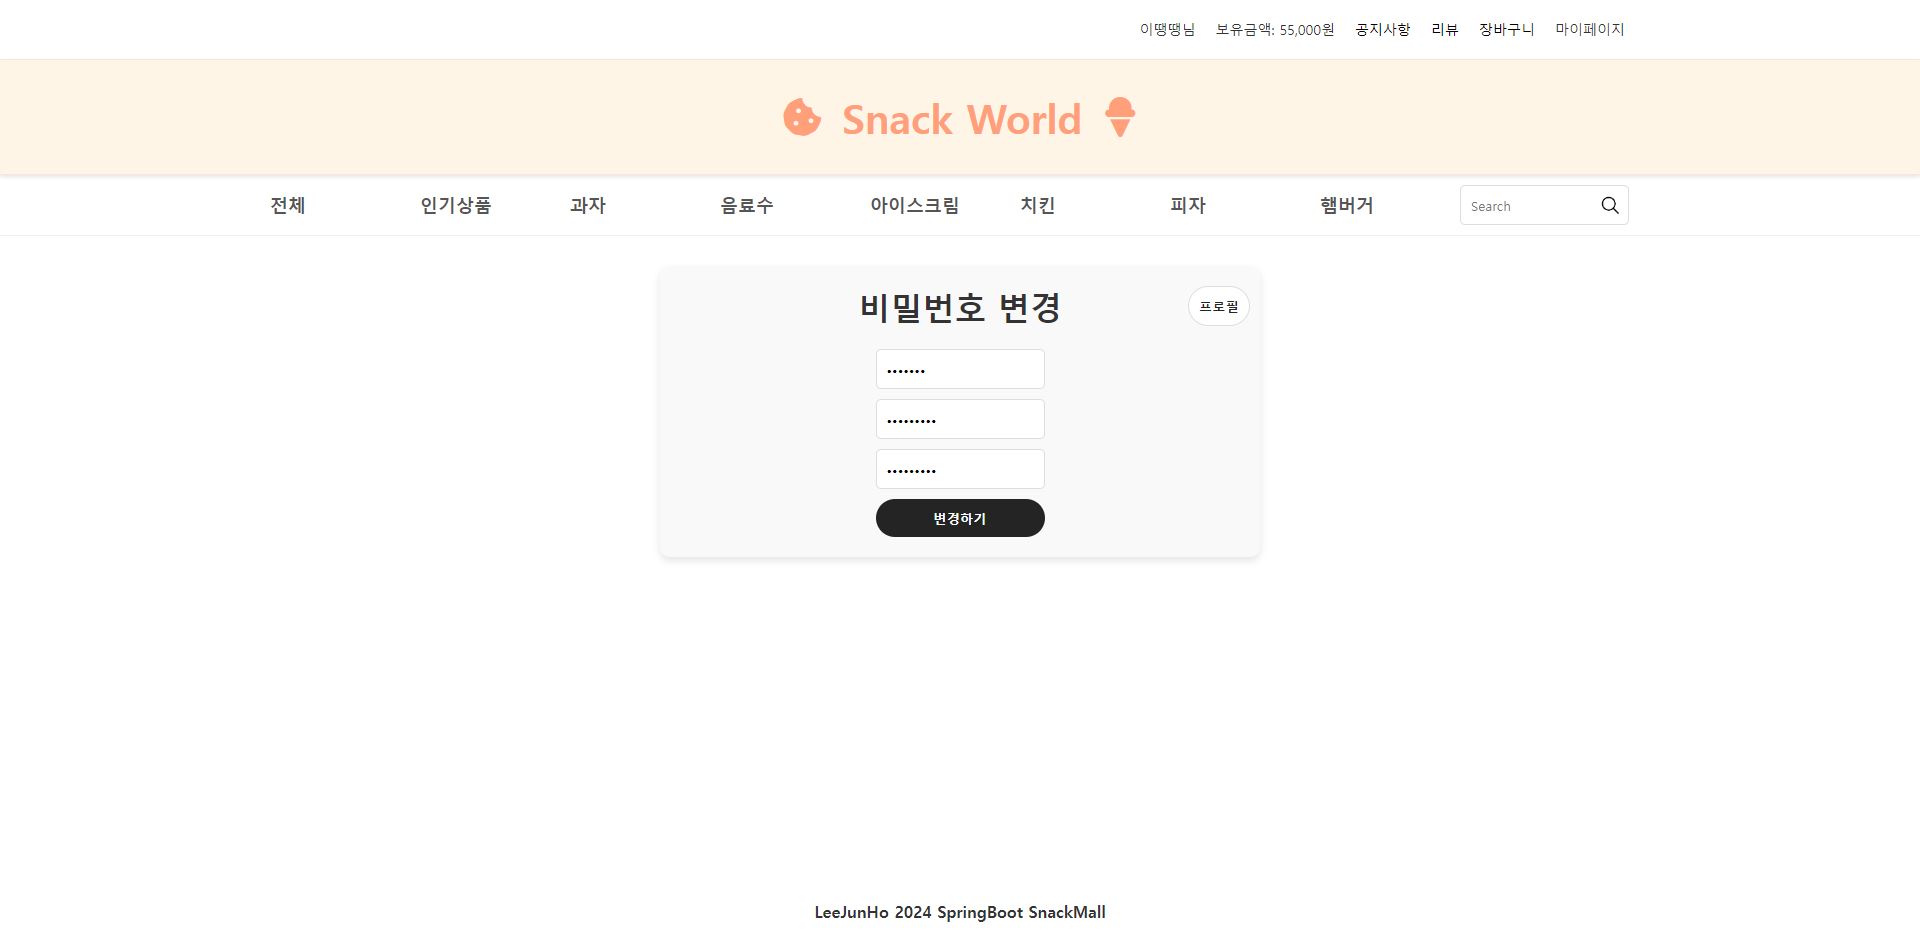 이땡땡님 보유금액: 55,000원 공지사항 리뷰 장바구니 마이페이지
Snack World
전체 인기상품 과자 음료수 아이스크림 치킨 피자 햄버거 Search
비밀번호 변경 프로필
•••••••
•••••••••
•••••••••
변경하기
LeeJunHo 2024 SpringBoot SnackMall